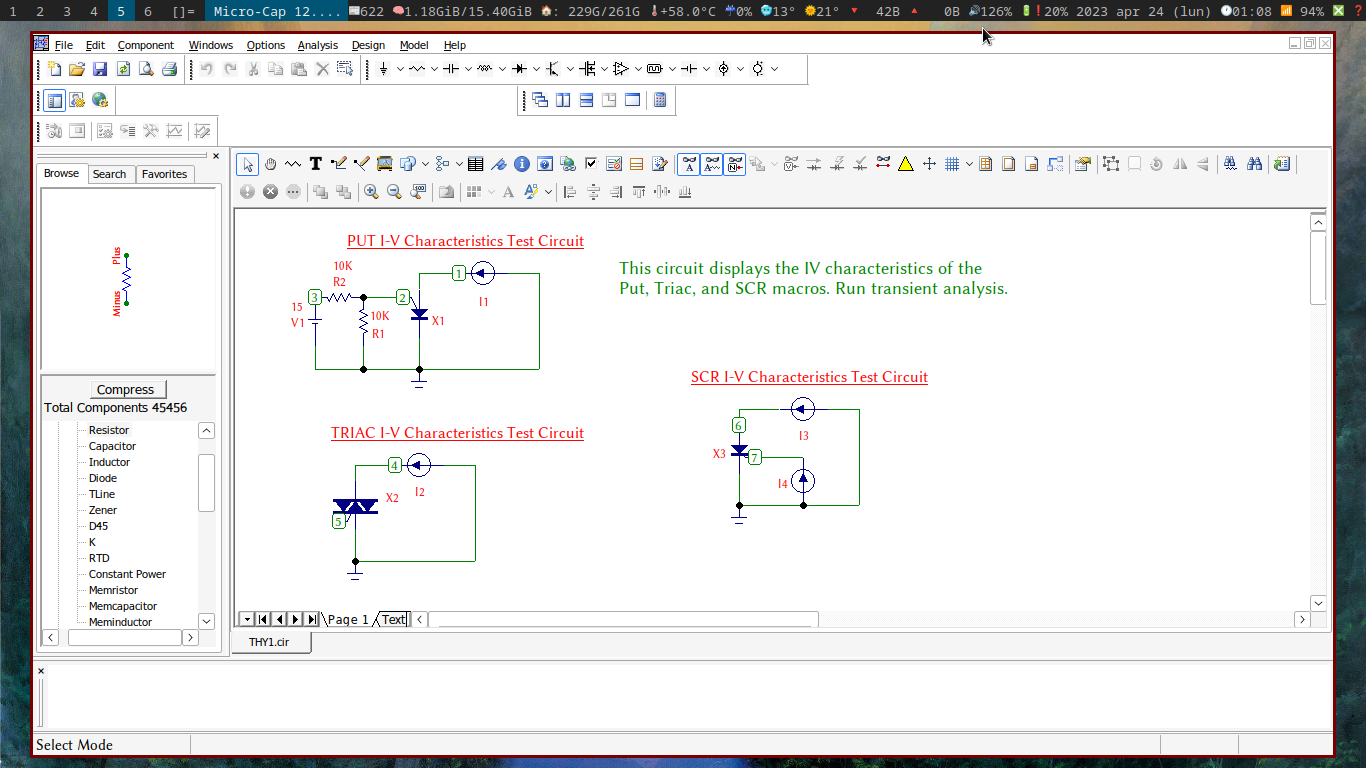 1 2 3 4 5 6 []= Micro-Cap 12.... 622 1.18GiB/15.40GiB : 229G/261G +58.0°C 0% 13° 21° 42B 0B 126% 20% 2023 apr 24 (lun) 01:08 94%
File Edit Component Windows Options Analysis Design Model Help
Browse Search Favorites
Plus
Minus
Compress
Total Components 45456
Resistor
Capacitor
Inductor
Diode
TLine
Zener
D45
K
RTD
Constant Power
Memristor
Memcapacitor
Meminductor
PUT I-V Characteristics Test Circuit
10K
R2
1
I1
3
2
15
V1
10K
R1
X1
This circuit displays the IV characteristics of the
Put, Triac, and SCR macros. Run transient analysis.
TRIAC I-V Characteristics Test Circuit
4
I2
X2
5
SCR I-V Characteristics Test Circuit
6
I3
X3
7
I4
Page 1 Text
THY1.cir
Select Mode